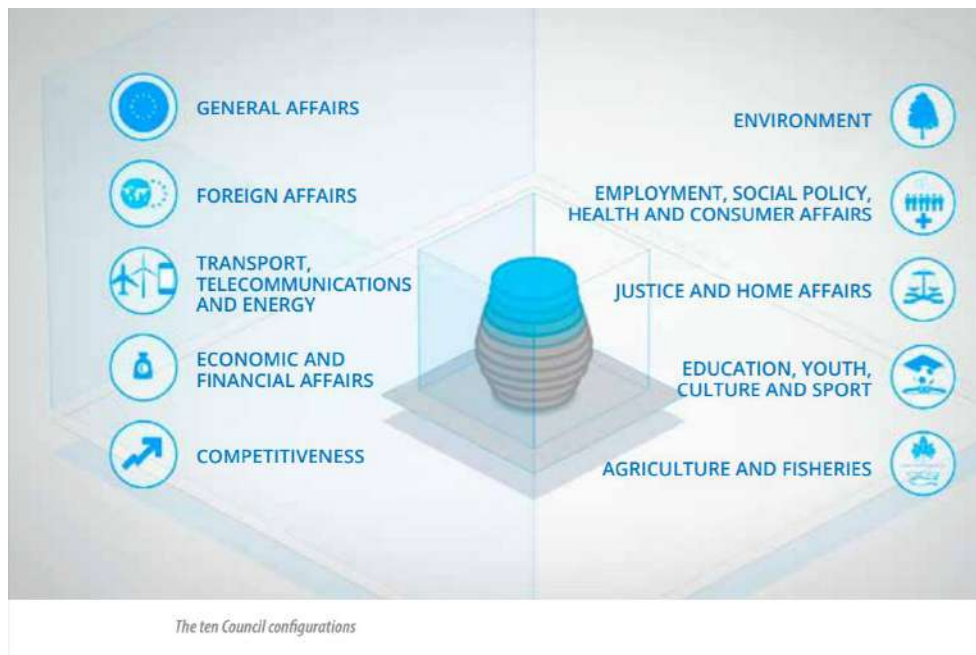 GENERAL AFFAIRS
FOREIGN AFFAIRS
TRANSPORT,
TELECOMMUNICATIONS
AND ENERGY
ECONOMIC AND
FINANCIAL AFFAIRS
COMPETITIVENESS
ENVIRONMENT
EMPLOYMENT, SOCIAL POLICY,
HEALTH AND CONSUMER AFFAIRS
JUSTICE AND HOME AFFAIRS
EDUCATION, YOUTH,
CULTURE AND SPORT
AGRICULTURE AND FISHERIES
The ten Council configurations